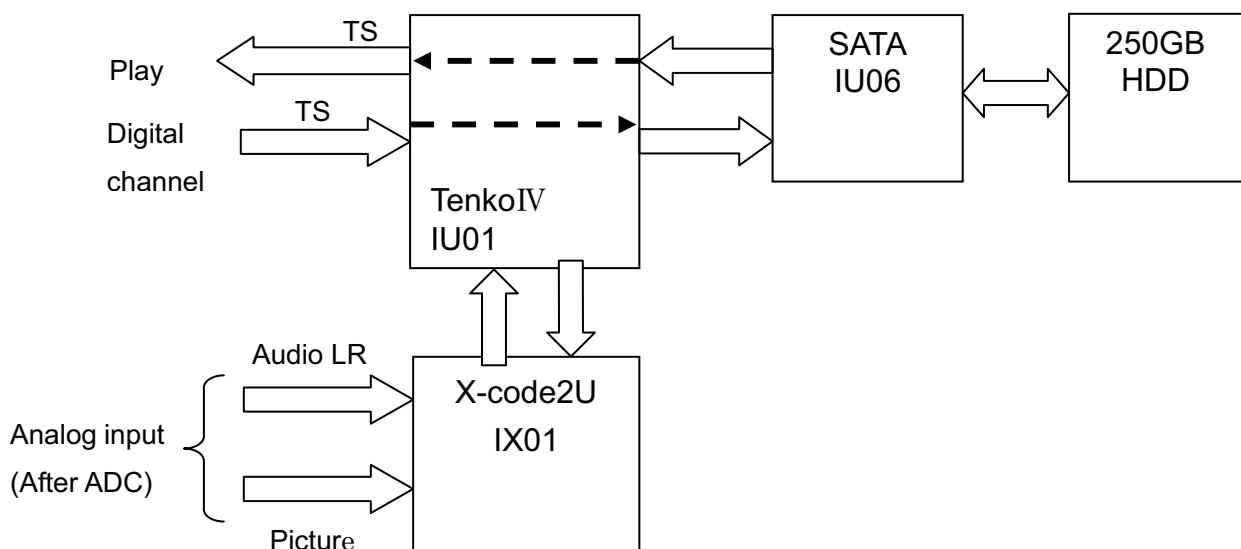 TS
Play
TS
Digital
channel
TenkoⅣ
IU01
SATA
IU06
250GB
HDD
Audio LR
Analog input
(After ADC)
Picture
X-code2U
IX01